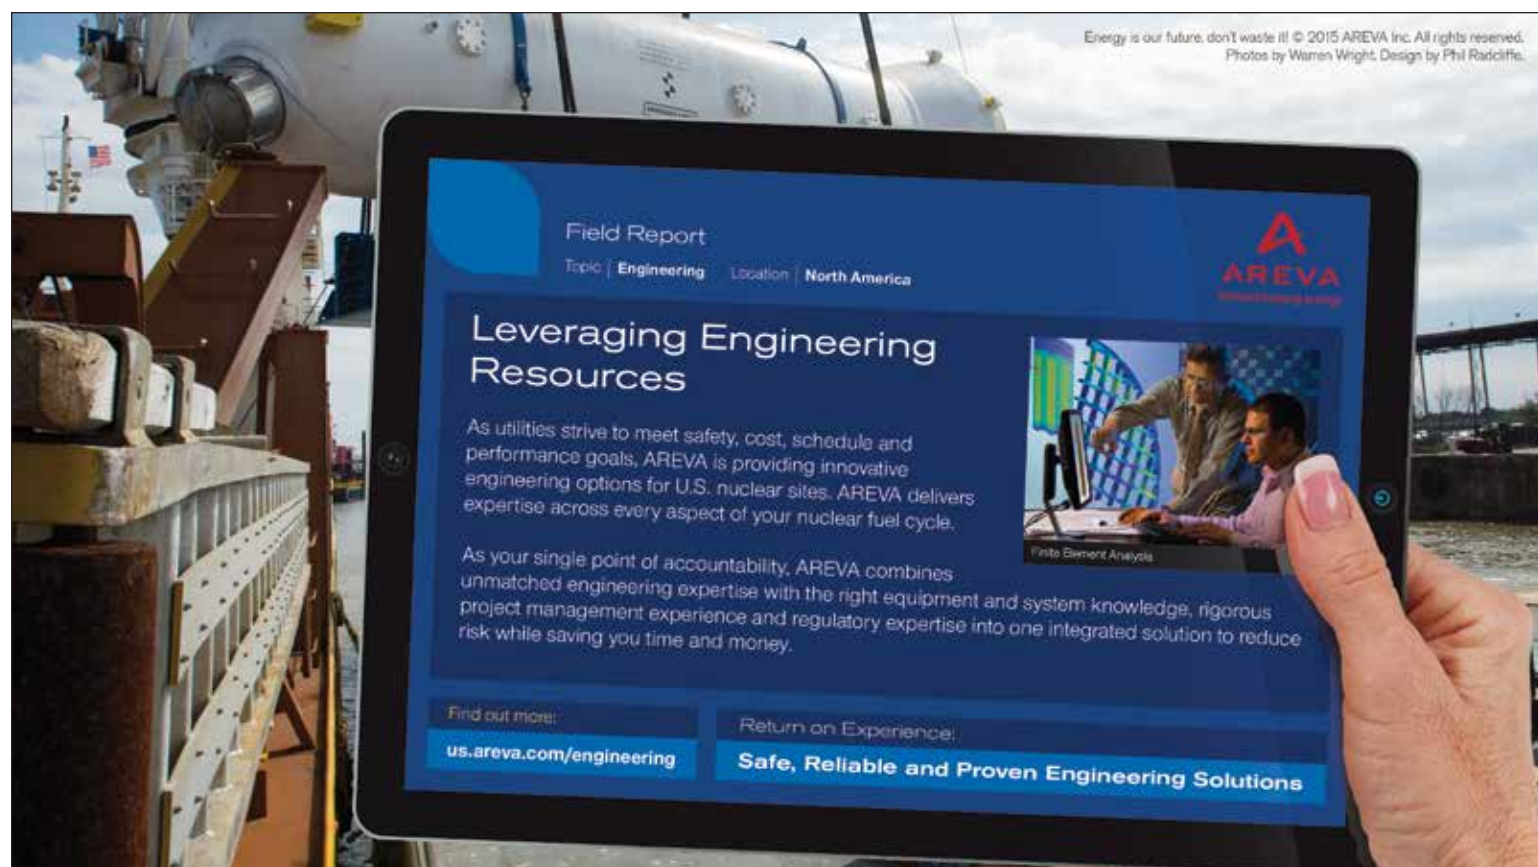 Energy is our future, don't waste it! © 2015 AREVA Inc. All rights reserved.
Photos by Warren Wright. Design by Phil Radcliffe.
Field Report
Topic | Engineering Location | North America
AREVA
Leveraging Engineering
Resources
As utilities strive to meet safety, cost, schedule and
performance goals, AREVA is providing innovative
engineering options for U.S. nuclear sites. AREVA delivers
expertise across every aspect of your nuclear fuel cycle.
Finite Element Analysis
As your single point of accountability, AREVA combines
unmatched engineering expertise with the right equipment and system knowledge, rigorous
project management experience and regulatory expertise into one integrated solution to reduce
risk while saving you time and money.
Find out more:
us.areva.com/engineering
Return on Experience:
Safe, Reliable and Proven Engineering Solutions